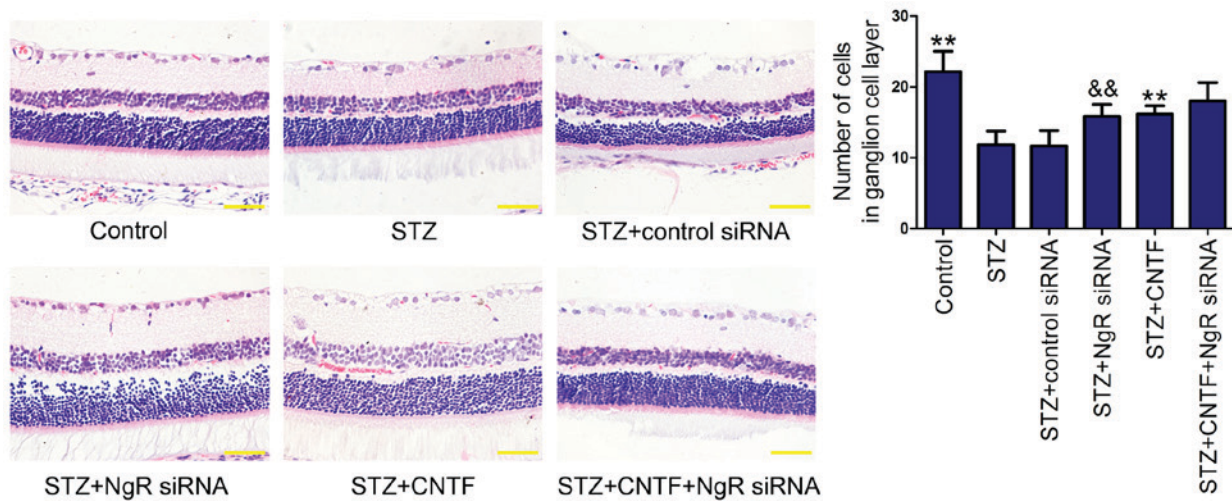 Control
STZ
STZ+control siRNA
STZ+NgR siRNA
STZ+CNTF
STZ+CNTF+NgR siRNA
Number of cells
in ganglion cell layer
30
20
10
0
**
&&
**
Control
STZ
STZ+control siRNA
STZ+NgR siRNA
STZ+CNTF
STZ+CNTF+NgR siRNA